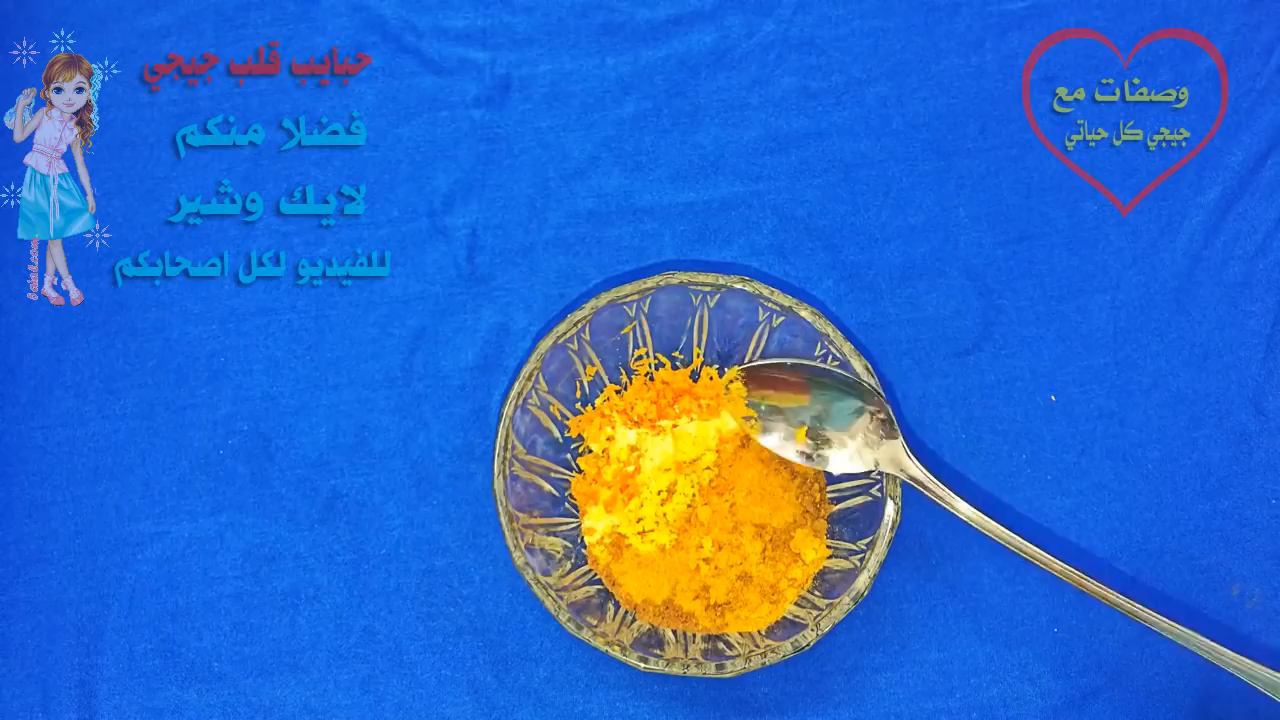 حبايب قلب جيجي
فضلا منكم
لايك وشير
للفيديو لكل اصحابكم
وصفات مع
جيجي كل حياتي